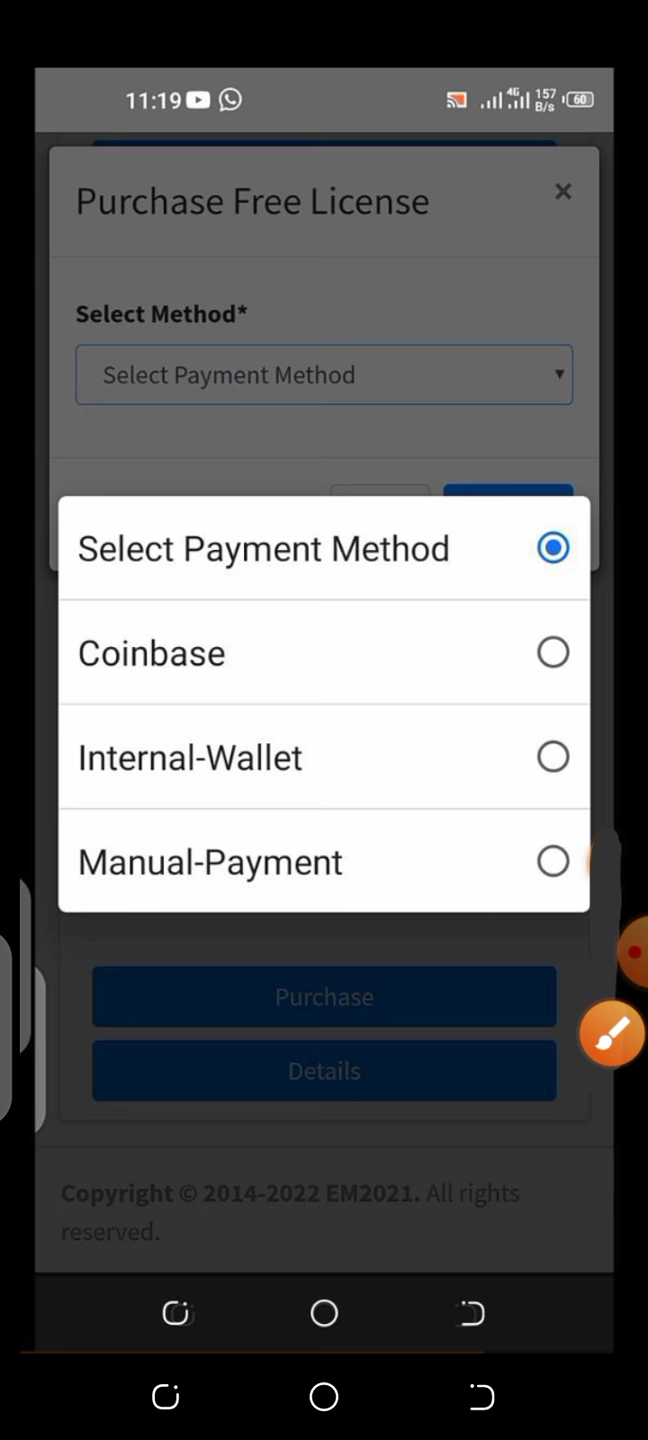 11:19
4G 157 B/s 60
Purchase Free License ×
Select Method*
Select Payment Method
Select Payment Method
Coinbase
Internal-Wallet
Manual-Payment
Purchase
Details
Copyright © 2014-2022 EM2021. All rights
reserved.